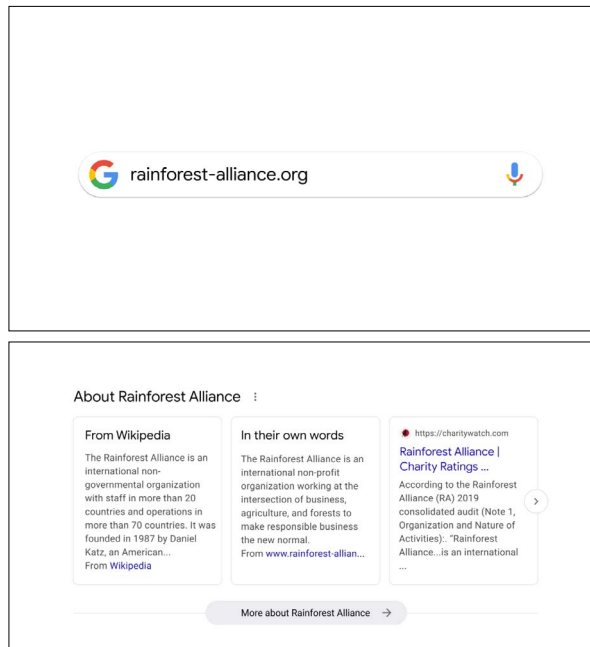 rainforest-alliance.org
About Rainforest Alliance
From Wikipedia
The Rainforest Alliance is an
international non-
governmental organization
with staff in more than 20
countries and operations in
more than 70 countries. It was
founded in 1987 by Daniel
Katz, an American...
From Wikipedia
In their own words
The Rainforest Alliance is an
international non-profit
organization working at the
intersection of business,
agriculture, and forests to
make responsible business
the new normal.
From www.rainforest-allian...
https://charitywatch.com
Rainforest Alliance |
Charity Ratings ...
According to the Rainforest
Alliance (RA) 2019
consolidated audit (Note 1,
Organization and Nature of
Activities):. "Rainforest
Alliance...is an international
...
More about Rainforest Alliance